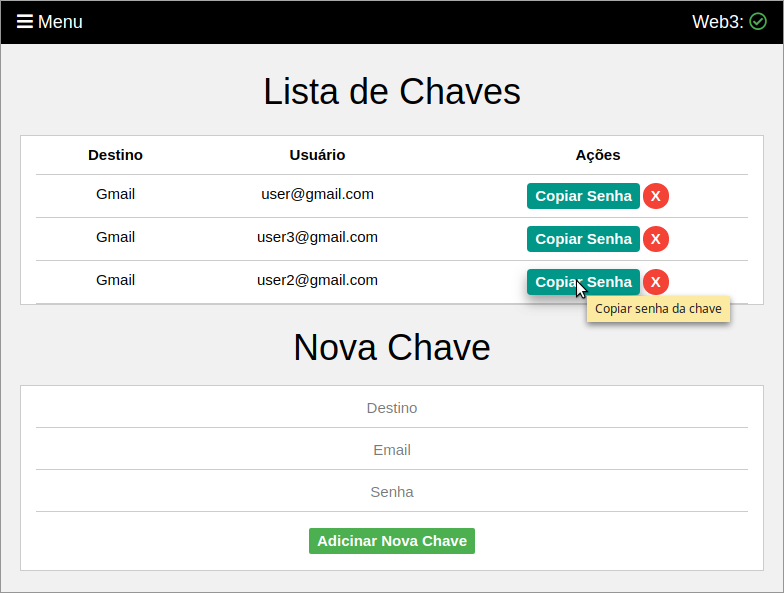 Menu Web3:
Lista de Chaves
Destino Usuário Ações
Gmail user@gmail.com Copiar Senha X
Gmail user3@gmail.com Copiar Senha X
Gmail user2@gmail.com Copiar Senha X
Copiar senha da chave
Nova Chave
Destino
Email
Senha
Adicinar Nova Chave